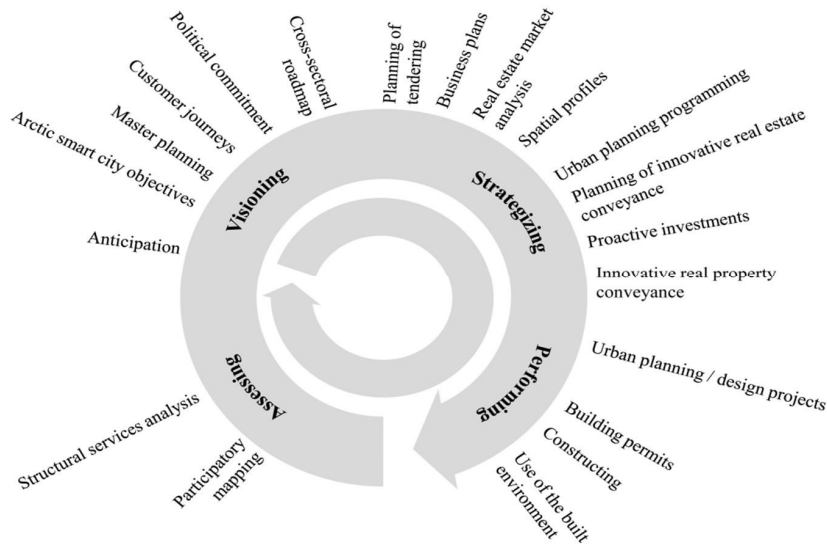 Structural services analysis
Participatory
mapping
Assessing
Anticipation
Arctic smart city objectives
Master planning
Customer journeys
Political commitment
Cross-sectoral
roadmap
Visioning
Planning of
tendering
Business plans
Real estate market
analysis
Spatial profiles
Urban planning programming
Planning of innovative real estate
conveyance
Strategizing
Proactive investments
Innovative real property
conveyance
Urban planning / design projects
Building permits
Constructing
Use of the built
environment
Performing